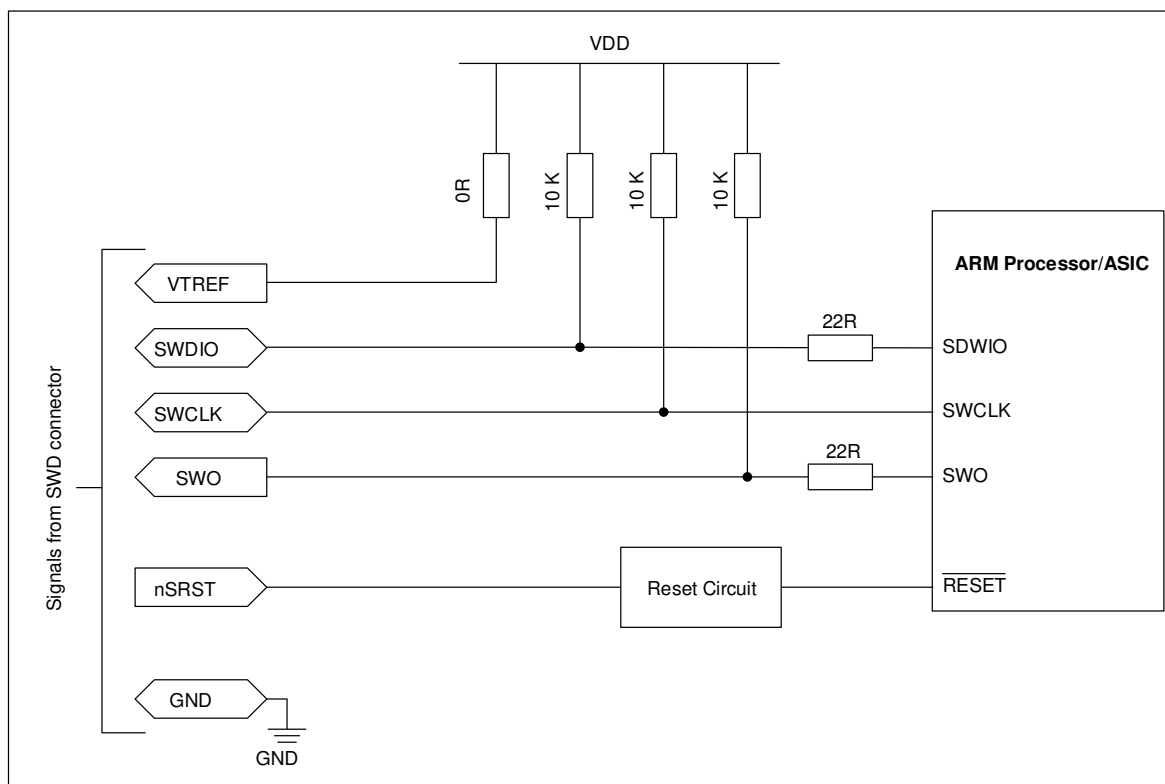 VDD
0R
10 K
10 K
10 K
ARM Processor/ASIC
VTREF
22R
SWDIO
SDWIO
SWCLK
SWCLK
22R
SWO
SWO
Signals from SWD connector
nSRST
Reset Circuit
RESET
GND
GND